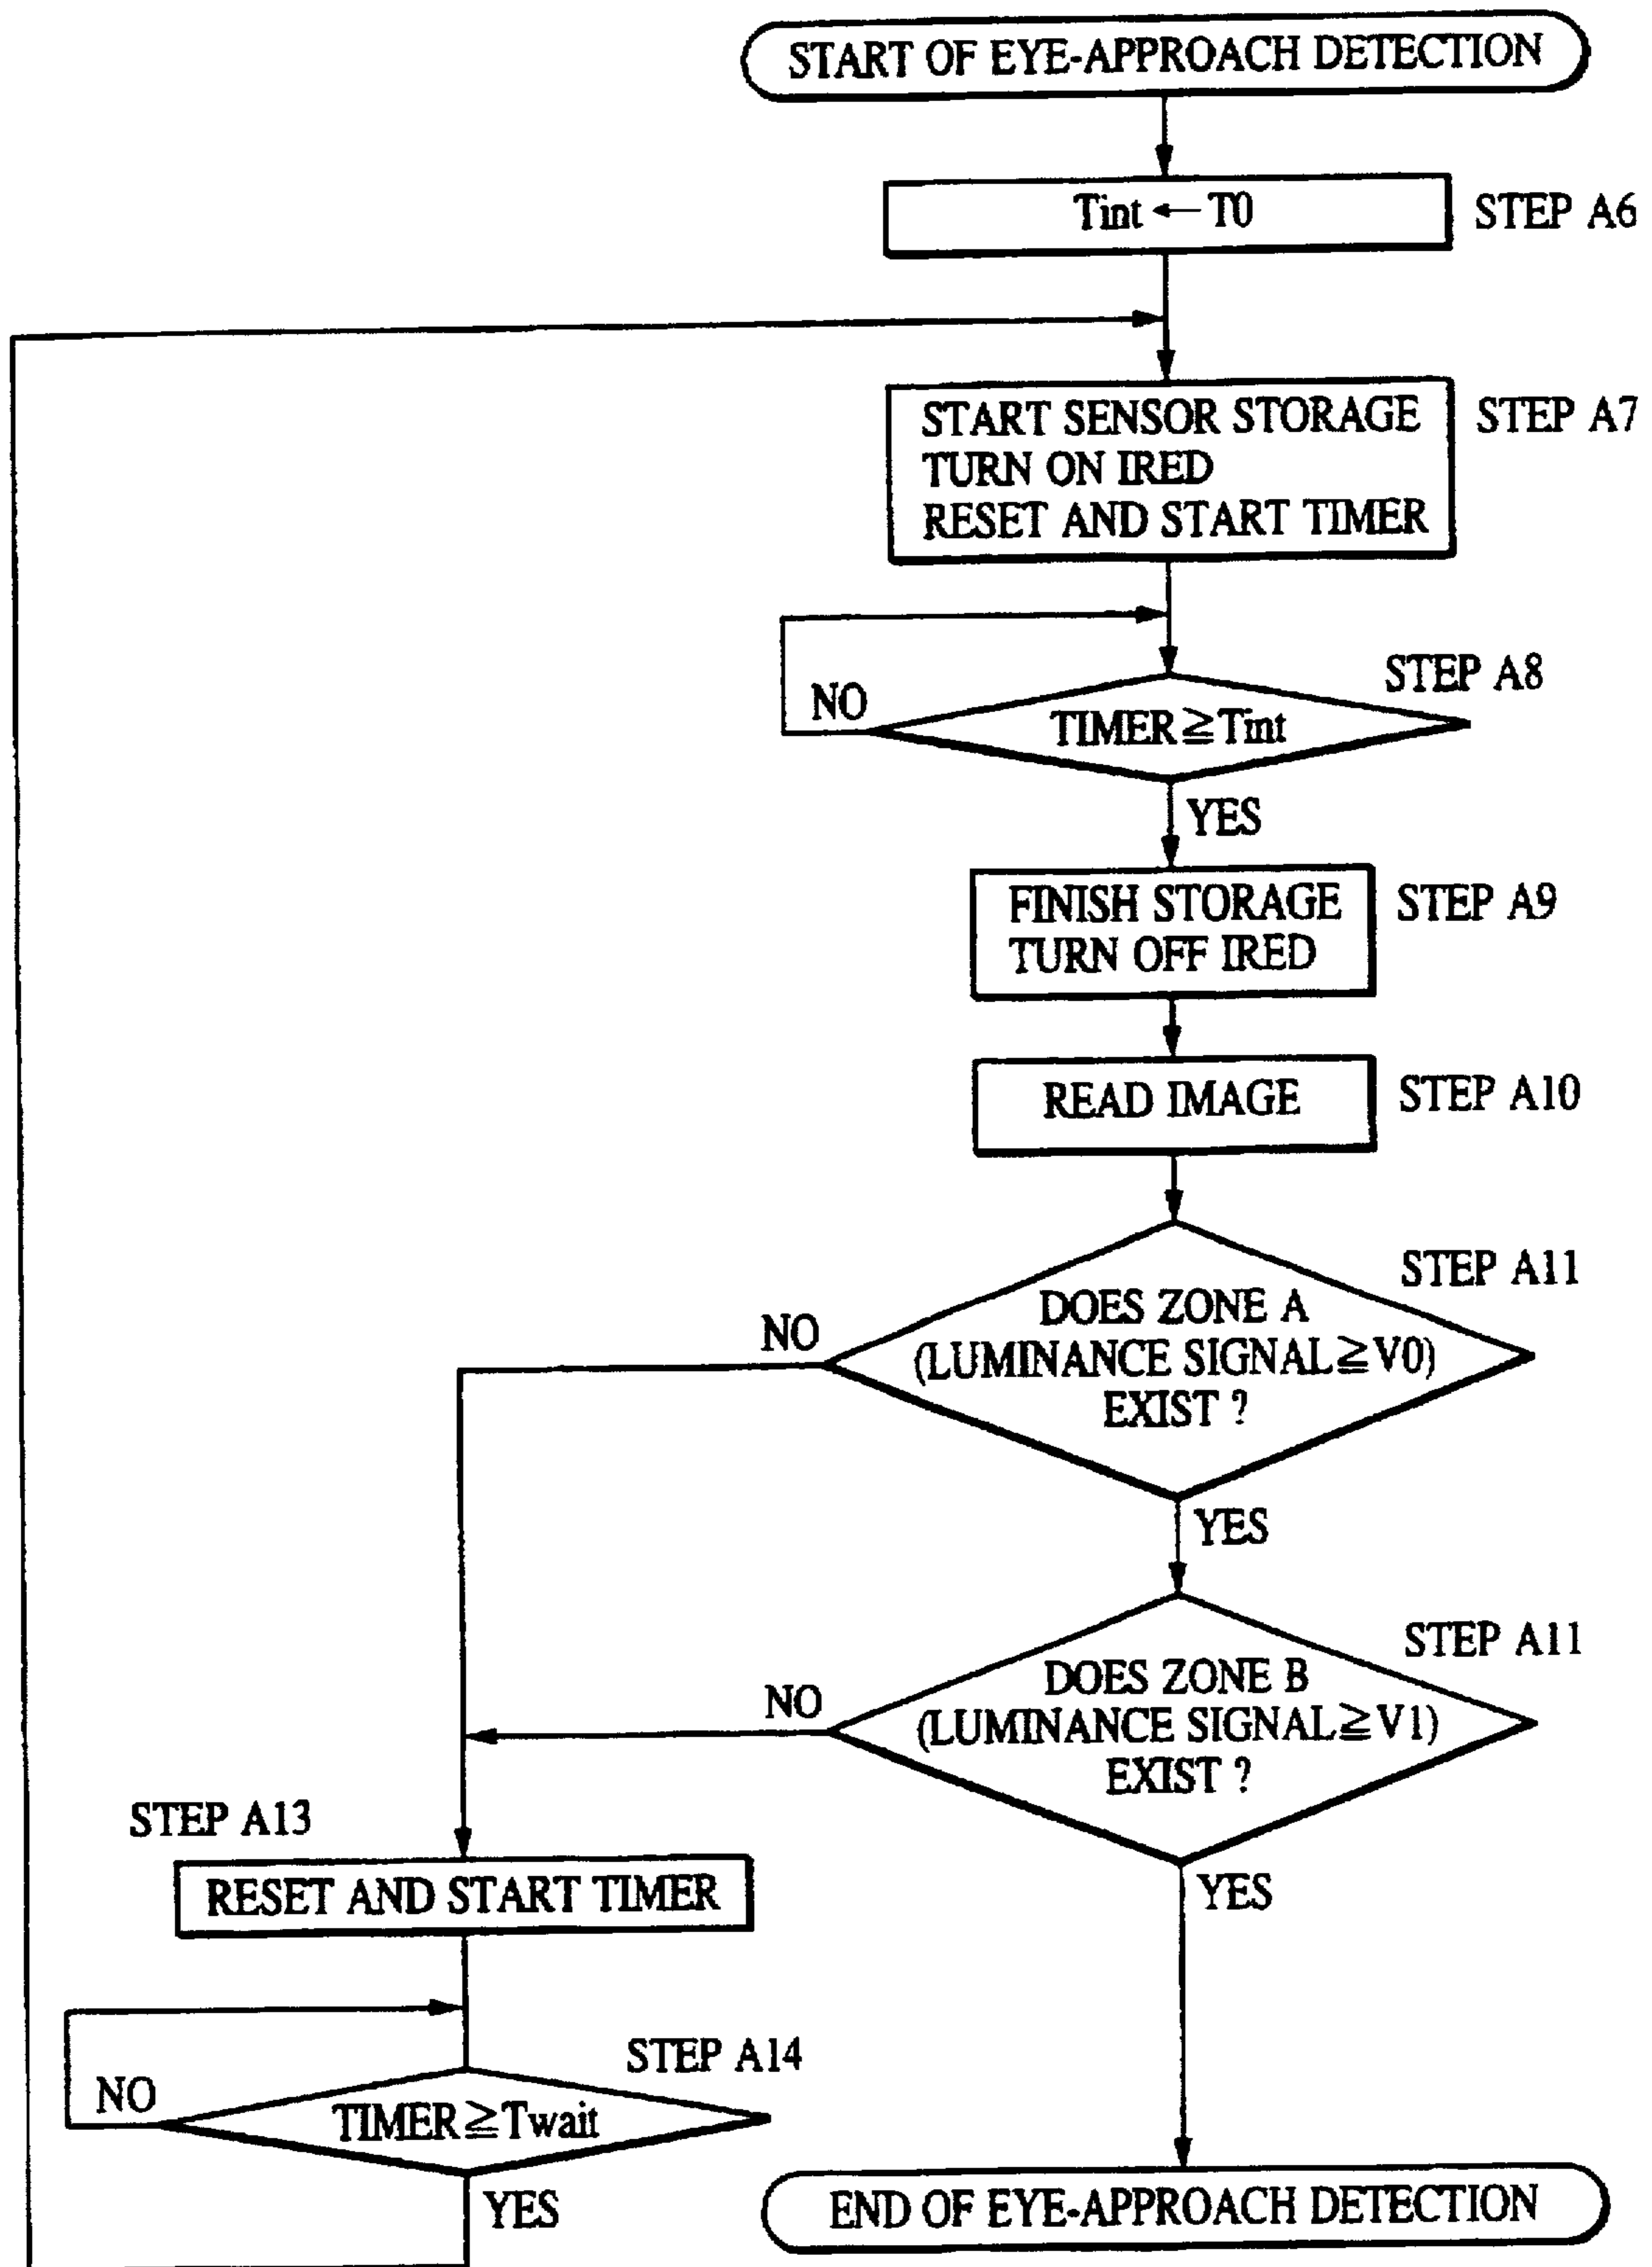 START OF EYE-APPROACH DETECTION
Tint ← T0
STEP A6
START SENSOR STORAGE
TURN ON IRED
RESET AND START TIMER
STEP A7
STEP A8
NO
TIMER≧Tint
YES
FINISH STORAGE
TURN OFF IRED
STEP A9
READ IMAGE
STEP A10
STEP A11
NO
DOES ZONE A
(LUMINANCE SIGNAL≧V0)
EXIST ?
YES
STEP A11
NO
DOES ZONE B
(LUMINANCE SIGNAL≧V1)
EXIST ?
YES
STEP A13
RESET AND START TIMER
STEP A14
NO
TIMER≧Twait
YES
END OF EYE-APPROACH DETECTION